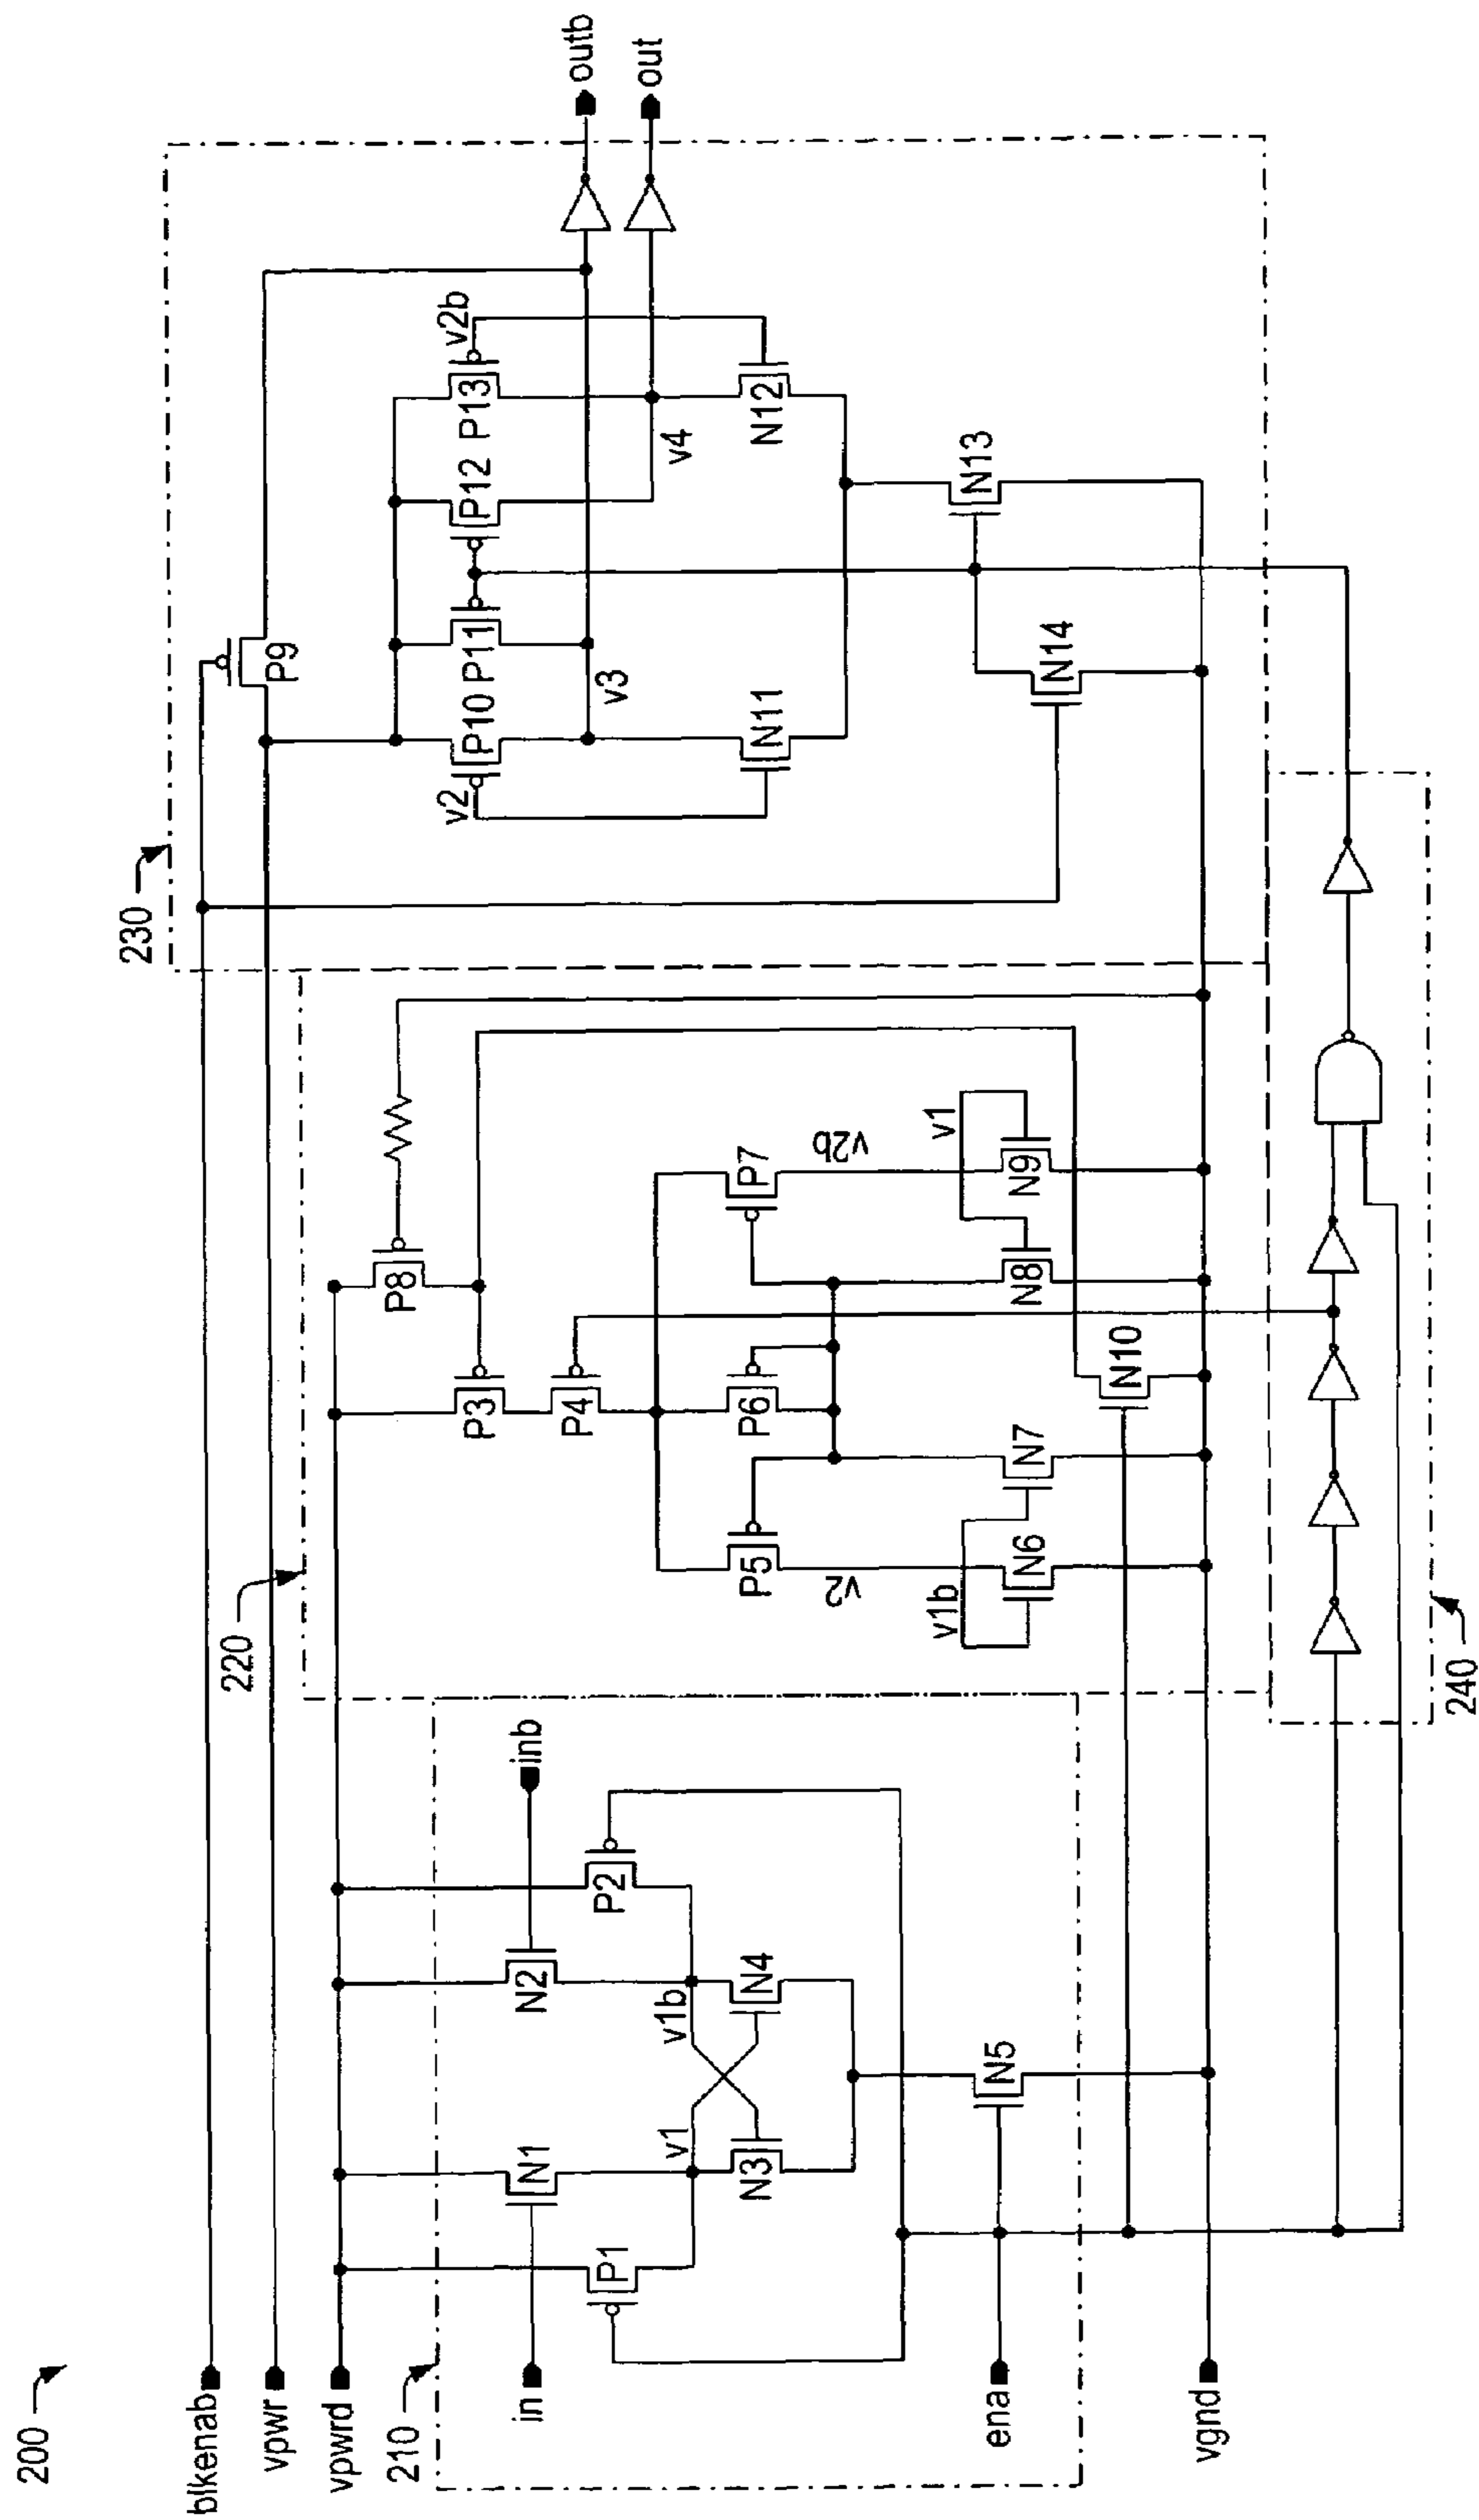 200
blkenab
vpwr
vpwrd
210
in
ena
vgnd
P1
N1
v1
N3
N5
v1b
N4
N2
P2
inb
220
v1b
N6
N7
P5
v2
P3
P4
P6
N10
P8
N8
N9
v1
P7
v2b
240
230
v2
P10
P11
v3
N11
N14
P9
P12
P13
v2b
v4
N12
N13
outb
out